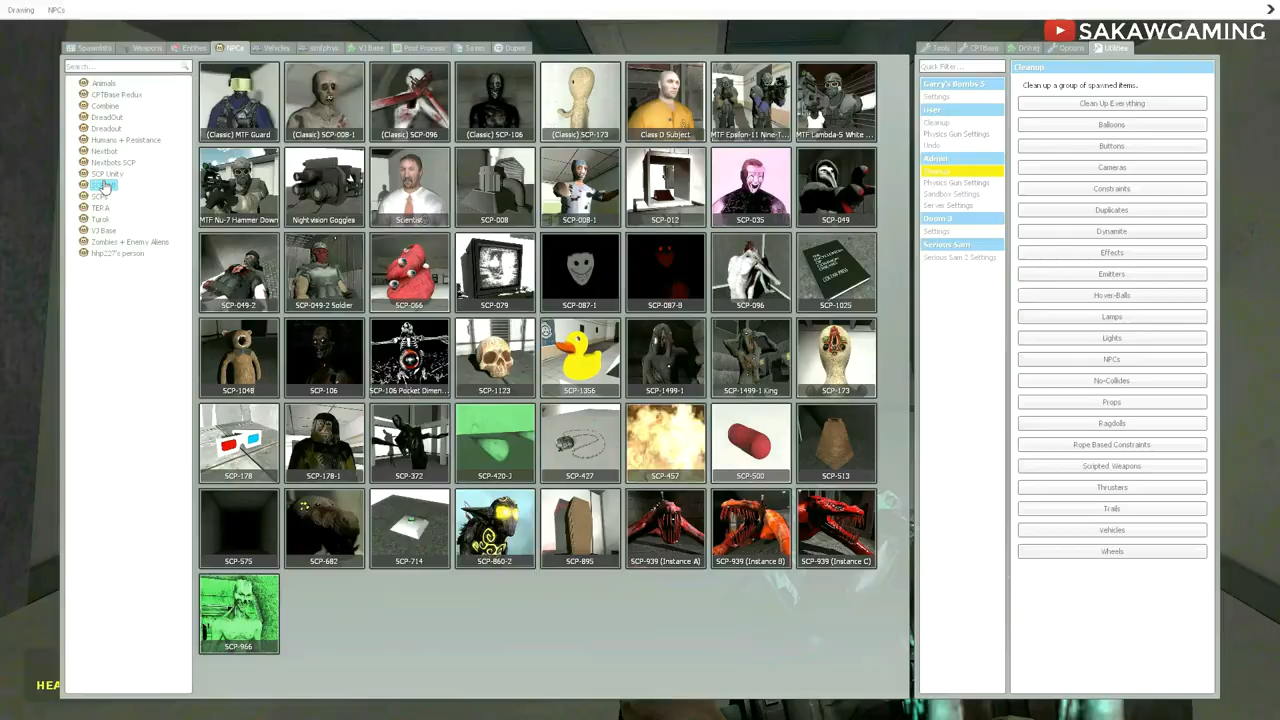 Drawing NPCs
SAKAWGAMING
Spawnlists Weapons Entities NPCs Vehicles smlphys VJ Base Post Process Saves Dupes
Tools CPTBase DrVrej Options Utilities
Search...
Animals
CPTBase Redux
Combine
DreadOut
Dreadout
Humans + Resistance
Nextbot
Nextbots SCP
SCP Unity
SCPs
TERA
Turok
VJ Base
Zombies + Enemy Aliens
hhp227's person
(Classic) MTF Guard
(Classic) SCP-008-1
(Classic) SCP-096
(Classic) SCP-106
(Classic) SCP-173
Class D Subject
MTF Epsilon-11 Nine-T...
MTF Lambda-5 White ...
MTF Nu-7 Hammer Down
Night vision Goggles
Scientist
SCP-008
SCP-008-1
SCP-012
SCP-035
SCP-049
SCP-049-2
SCP-049-2 Soldier
SCP-066
SCP-079
SCP-087-1
SCP-087-B
SCP-096
SCP-1025
SCP-1048
SCP-106
SCP-106 Pocket Dimen...
SCP-1123
SCP-1356
SCP-1499-1
SCP-1499-1 King
SCP-173
SCP-178
SCP-178-1
SCP-372
SCP-420-J
SCP-427
SCP-457
SCP-500
SCP-513
SCP-575
SCP-682
SCP-714
SCP-860-2
SCP-895
SCP-939 (Instance A)
SCP-939 (Instance B)
SCP-939 (Instance C)
SCP-966
HEA
Quick Filter...
Garry's Bombs 5
Settings
User
Cleanup
Physics Gun Settings
Undo
Admin
Cleanup
Physics Gun Settings
Sandbox Settings
Server Settings
Doom 3
Settings
Serious Sam
Serious Sam 2 Settings
Cleanup
Clean up a group of spawned items.
Clean Up Everything
Balloons
Buttons
Cameras
Constraints
Duplicates
Dynamite
Effects
Emitters
Hover-Balls
Lamps
Lights
NPCs
No-Collides
Props
Ragdolls
Rope Based Constraints
Scripted Weapons
Thrusters
Trails
Vehicles
Wheels